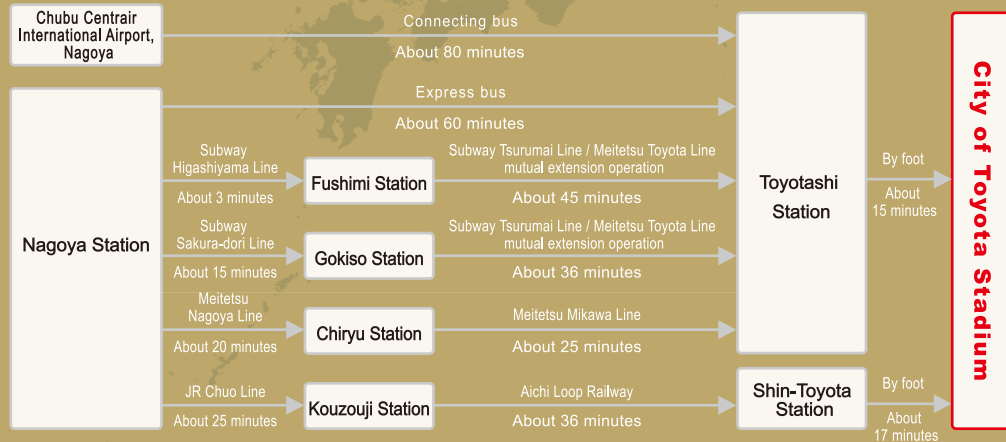 Chubu Centrair
International Airport,
Nagoya
Connecting bus
About 80 minutes
Nagoya Station
Express bus
About 60 minutes
Subway
Higashiyama Line
About 3 minutes
Fushimi Station
Subway Tsurumai Line / Meitetsu Toyota Line
mutual extension operation
About 45 minutes
Subway
Sakura-dori Line
About 15 minutes
Gokiso Station
Subway Tsurumai Line / Meitetsu Toyota Line
mutual extension operation
About 36 minutes
Meitetsu
Nagoya Line
About 20 minutes
Chiryu Station
Meitetsu Mikawa Line
About 25 minutes
JR Chuo Line
About 25 minutes
Kouzouji Station
Aichi Loop Railway
About 36 minutes
Toyotashi
Station
By foot
About
15 minutes
Shin-Toyota
Station
By foot
About
17 minutes
City of Toyota Stadium